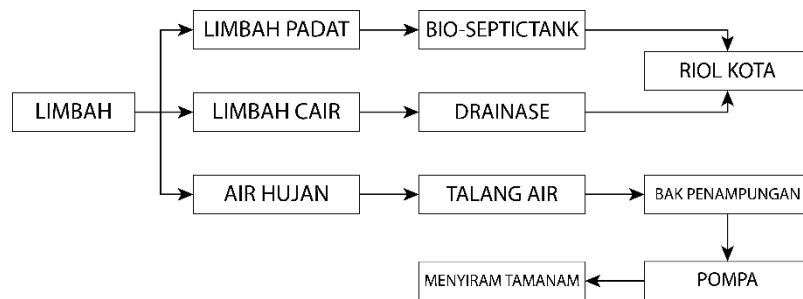 LIMBAH PADAT
BIO-SEPTICTANK
RIOL KOTA
LIMBAH
LIMBAH CAIR
DRAINASE
AIR HUJAN
TALANG AIR
BAK PENAMPUNGAN
MENYIRAM TAMANAM
POMPA